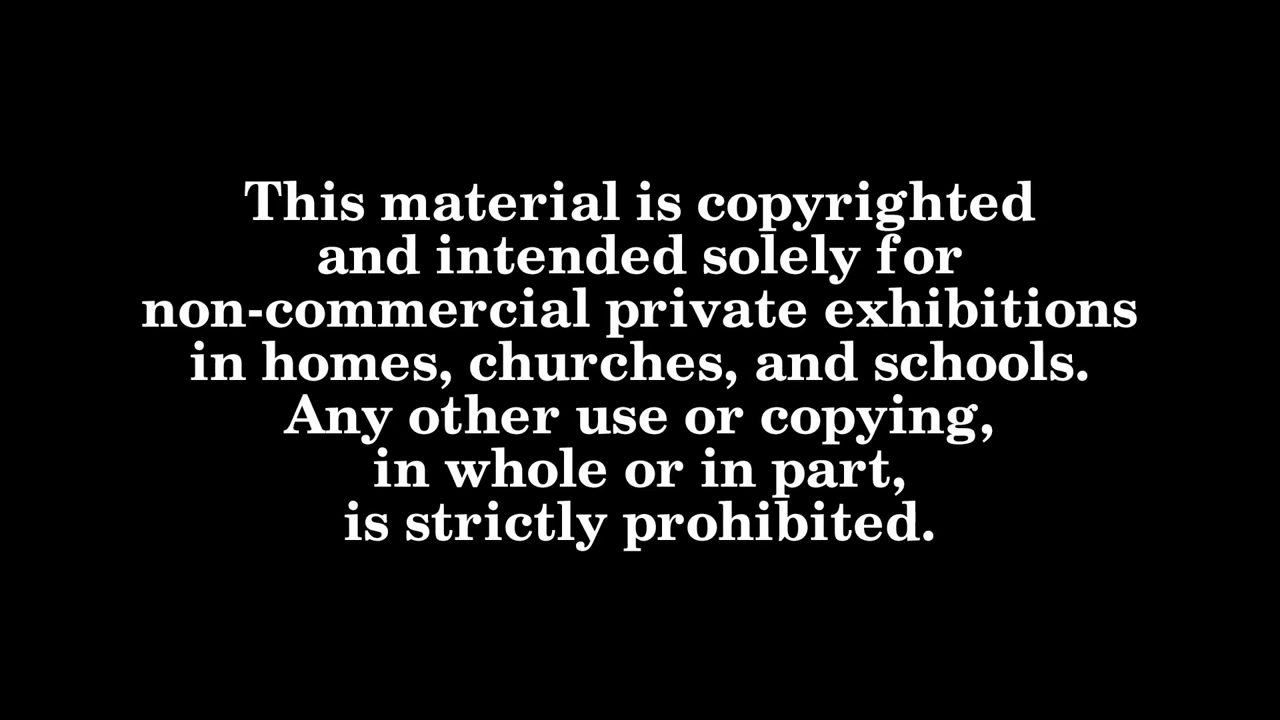 This material is copyrighted
and intended solely for
non-commercial private exhibitions
in homes, churches, and schools.
Any other use or copying,
in whole or in part,
is strictly prohibited.